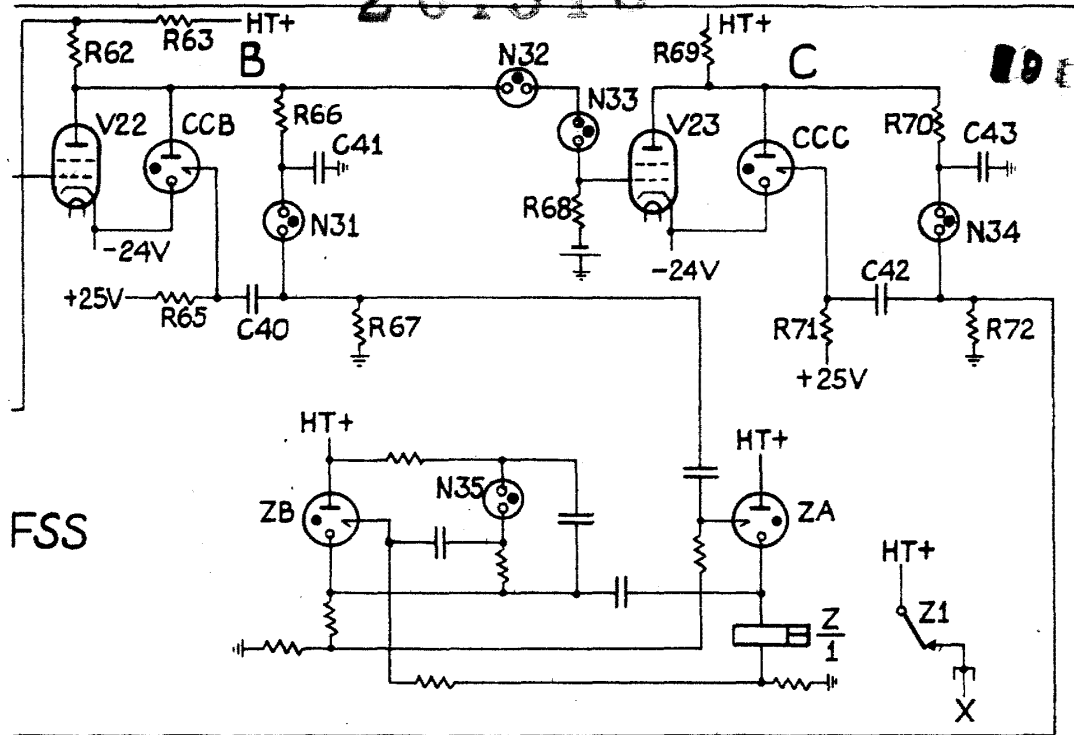 HT+
R63
R62
B
N32
HT+
R69
C
N33
V22
CCB
R66
C41
V23
CCC
R70
C43
R68
N31
N34
-24V
-24V
C42
+25V
R65
C40
R67
R71
R72
+25V
HT+
HT+
N35
ZB
ZA
FSS
HT+
Z1
Z
1
X